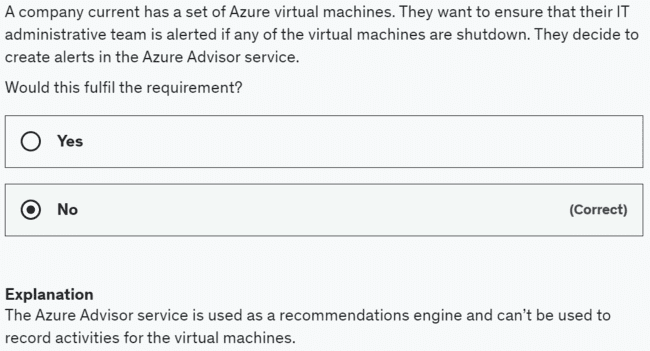 A company current has a set of Azure virtual machines. They want to ensure that their IT
administrative team is alerted if any of the virtual machines are shutdown. They decide to
create alerts in the Azure Advisor service.
Would this fulfil the requirement?
Yes
No (Correct)
Explanation
The Azure Advisor service is used as a recommendations engine and can't be used to
record activities for the virtual machines.